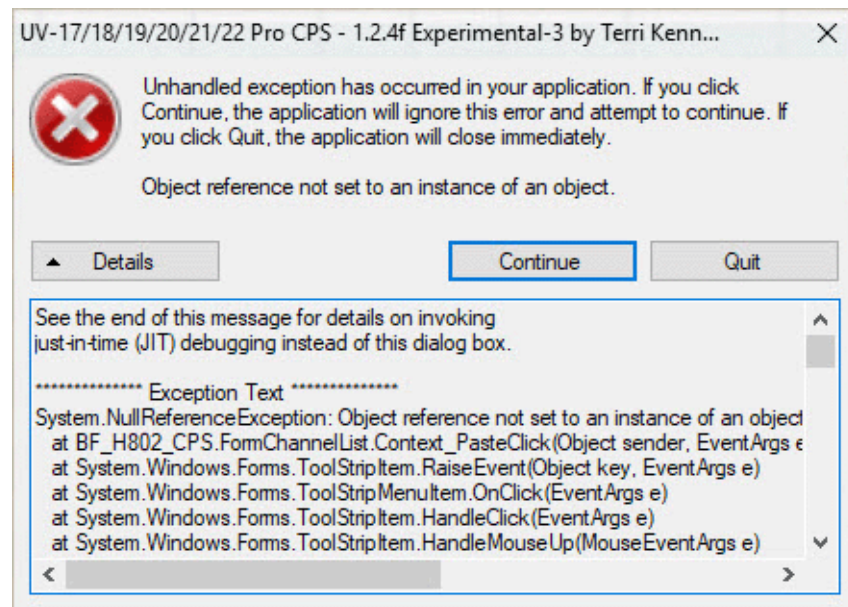 UV-17/18/19/20/21/22 Pro CPS - 1.2.4f Experimental-3 by Terri Kenn...
Unhandled exception has occurred in your application. If you click
Continue, the application will ignore this error and attempt to continue. If
you click Quit, the application will close immediately.
Object reference not set to an instance of an object.
Details
Continue
Quit
See the end of this message for details on invoking
just-in-time (JIT) debugging instead of this dialog box.
************** Exception Text **************
System.NullReferenceException: Object reference not set to an instance of an object
at BF_H802_CPS.FormChannelList.Context_PasteClick(Object sender, EventArgs e
at System.Windows.Forms.ToolStripItem.RaiseEvent(Object key, EventArgs e)
at System.Windows.Forms.ToolStripMenuItem.OnClick(EventArgs e)
at System.Windows.Forms.ToolStripItem.HandleClick(EventArgs e)
at System.Windows.Forms.ToolStripItem.HandleMouseUp(MouseEventArgs e)